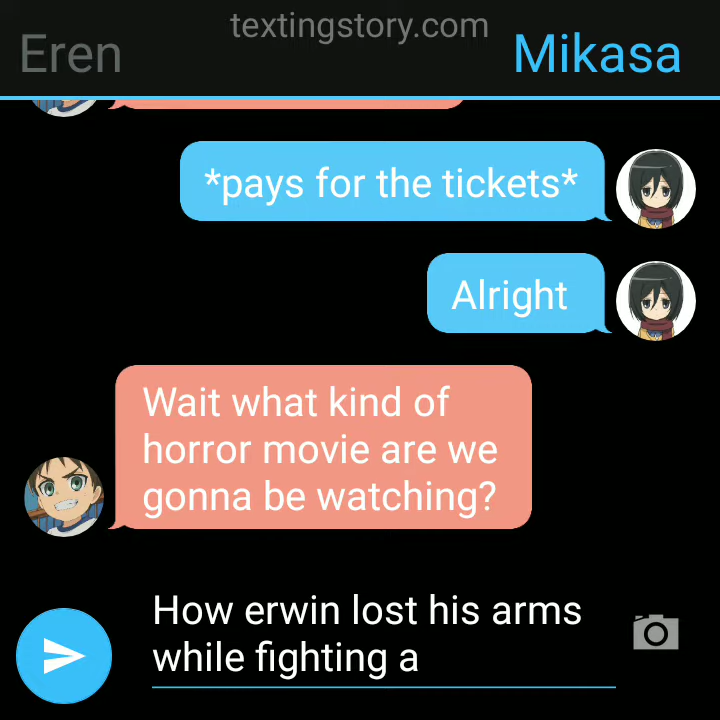 textingstory.com
Eren
Mikasa
*pays for the tickets*
Alright
Wait what kind of
horror movie are we
gonna be watching?
How erwin lost his arms
while fighting a